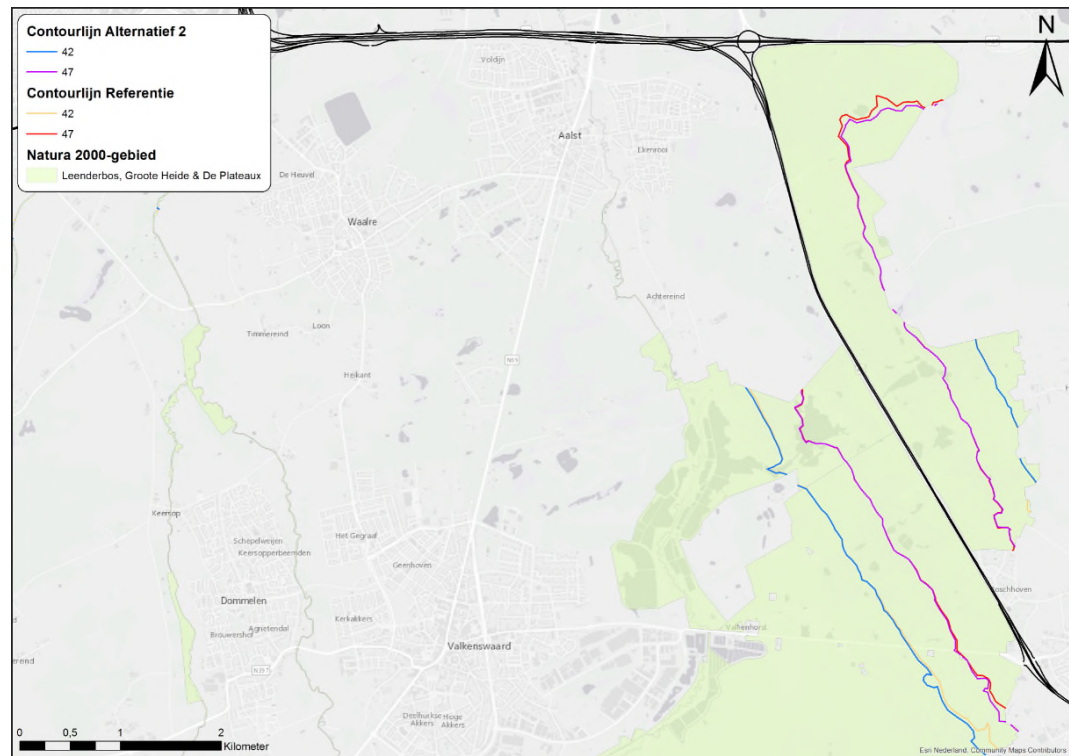 Contourlijn Alternatief 2
42
47
Contourlijn Referentie
42
47
Natura 2000-gebied
Leenderbos, Groote Heide & De Plateaux
N
Voldijn
Aalst
Ekenrooi
De Heuvel
Waalre
Achtereind
Timmereind
Loon
Heikant
N69
Keersop
Het Gegraaf
Schepelweijen
Keersopperbeemden
Geenhoven
Dommelen
Agnetendal
Brouwershof
Kerkakkers
Valkenswaard
Valkenhorst
N397
Deelhurkse Akkers
Hoge Akkers
0 0,5 1 2
Kilometer
Esri Nederland, Community Maps Contributors